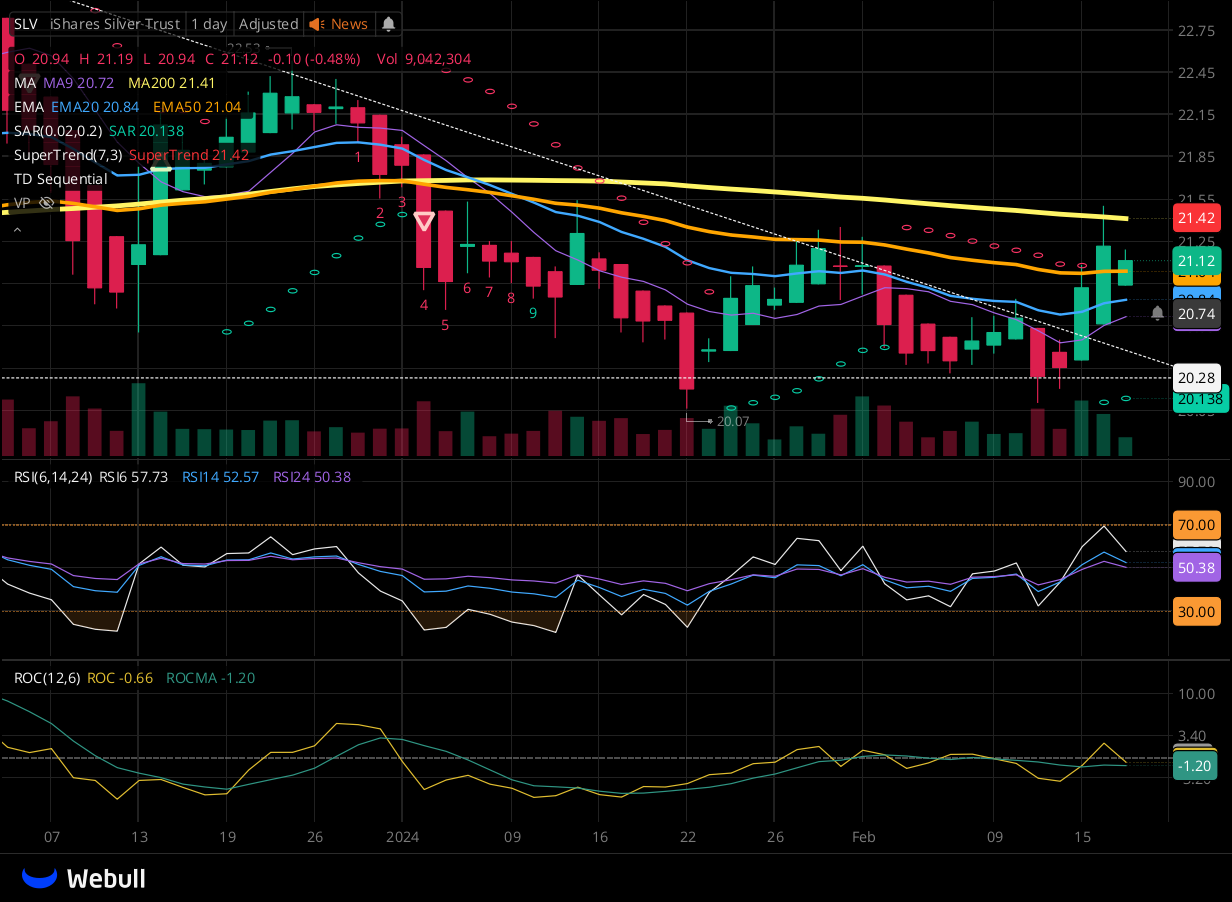 SLV iShares Silver Trust 1 day Adjusted News
O 20.94 H 21.19 L 20.94 C 21.12 -0.10 (-0.48%) Vol 9,042,304
MA MA9 20.72 MA200 21.41
EMA EMA20 20.84 EMA50 21.04
SAR(0.02,0.2) SAR 20.138
SuperTrend(7,3) SuperTrend 21.42
TD Sequential
VP
22.75
22.45
22.15
21.85
21.55
21.42
21.25
21.12
20.74
20.28
20.138
1
2
3
4
5
6
7
8
9
20.07
RSI(6,14,24) RSI6 57.73 RSI14 52.57 RSI24 50.38
90.00
70.00
50.38
30.00
ROC(12,6) ROC -0.66 ROCMA -1.20
10.00
3.40
-1.20
07 13 19 26 2024 09 16 22 26 Feb 09 15
Webull